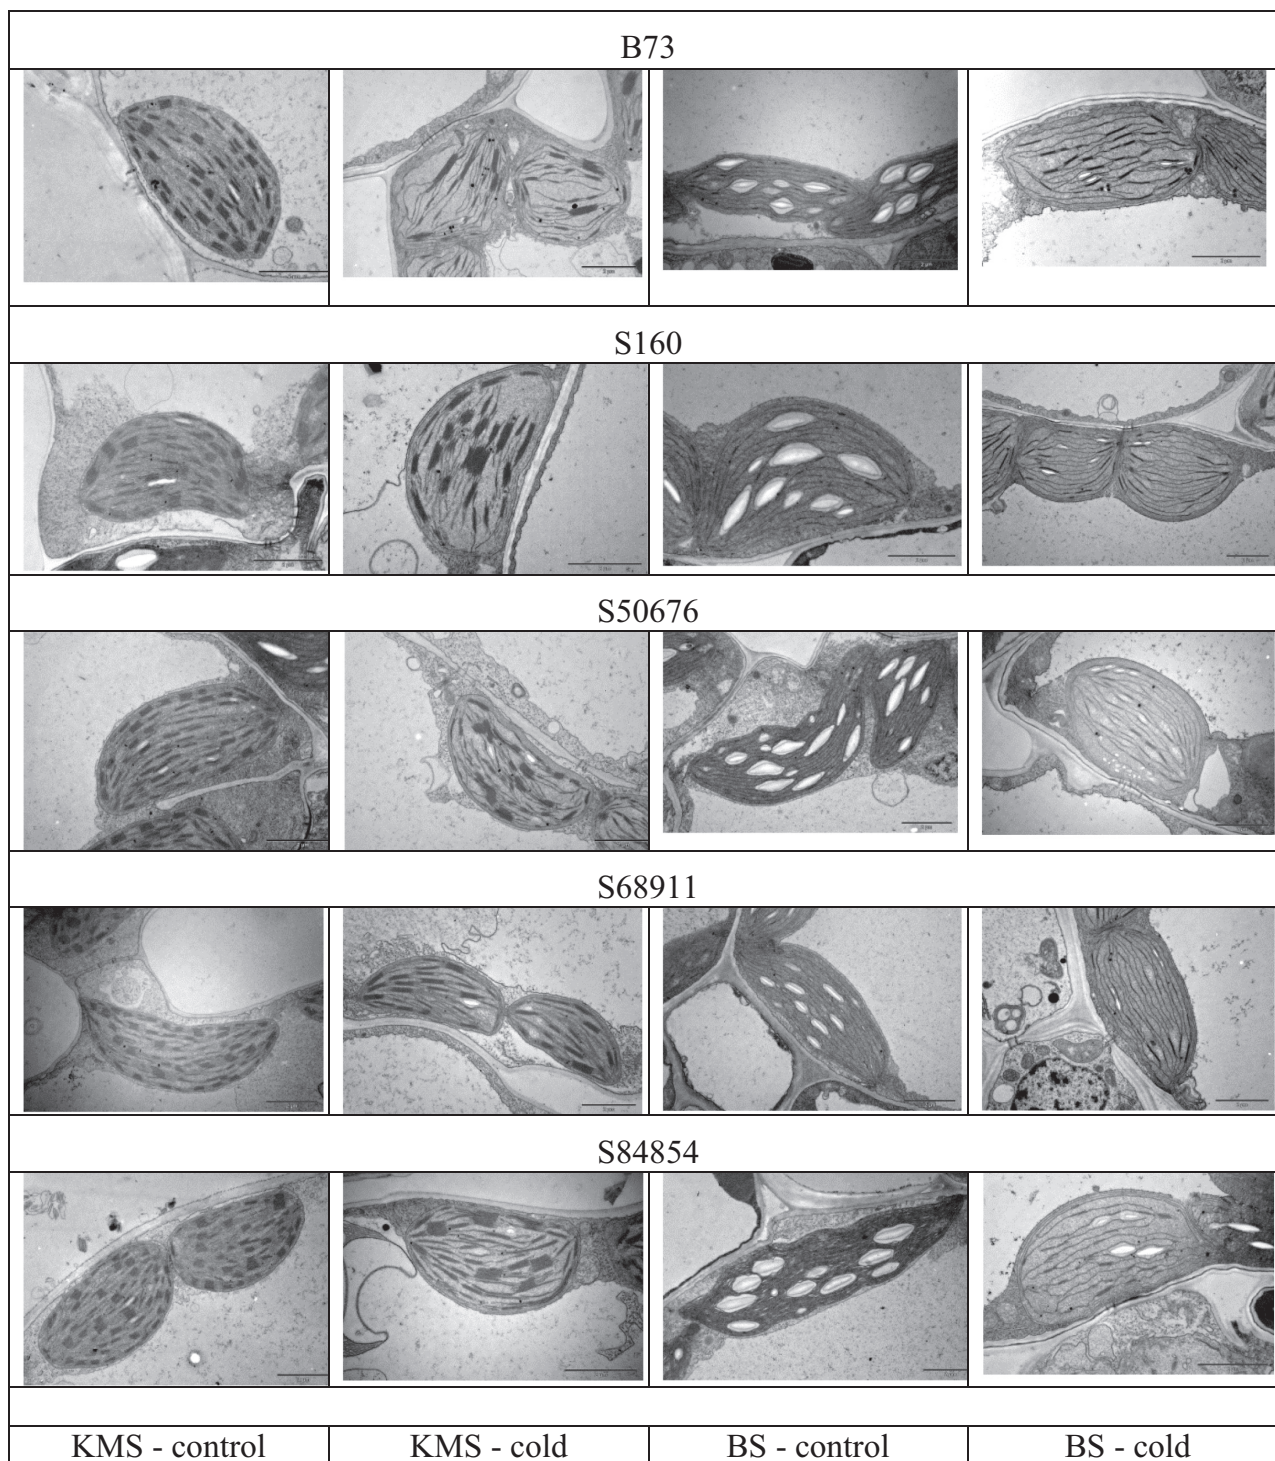 B73
S160
S50676
S68911
S84854
KMS - control
KMS - cold
BS - control
BS - cold